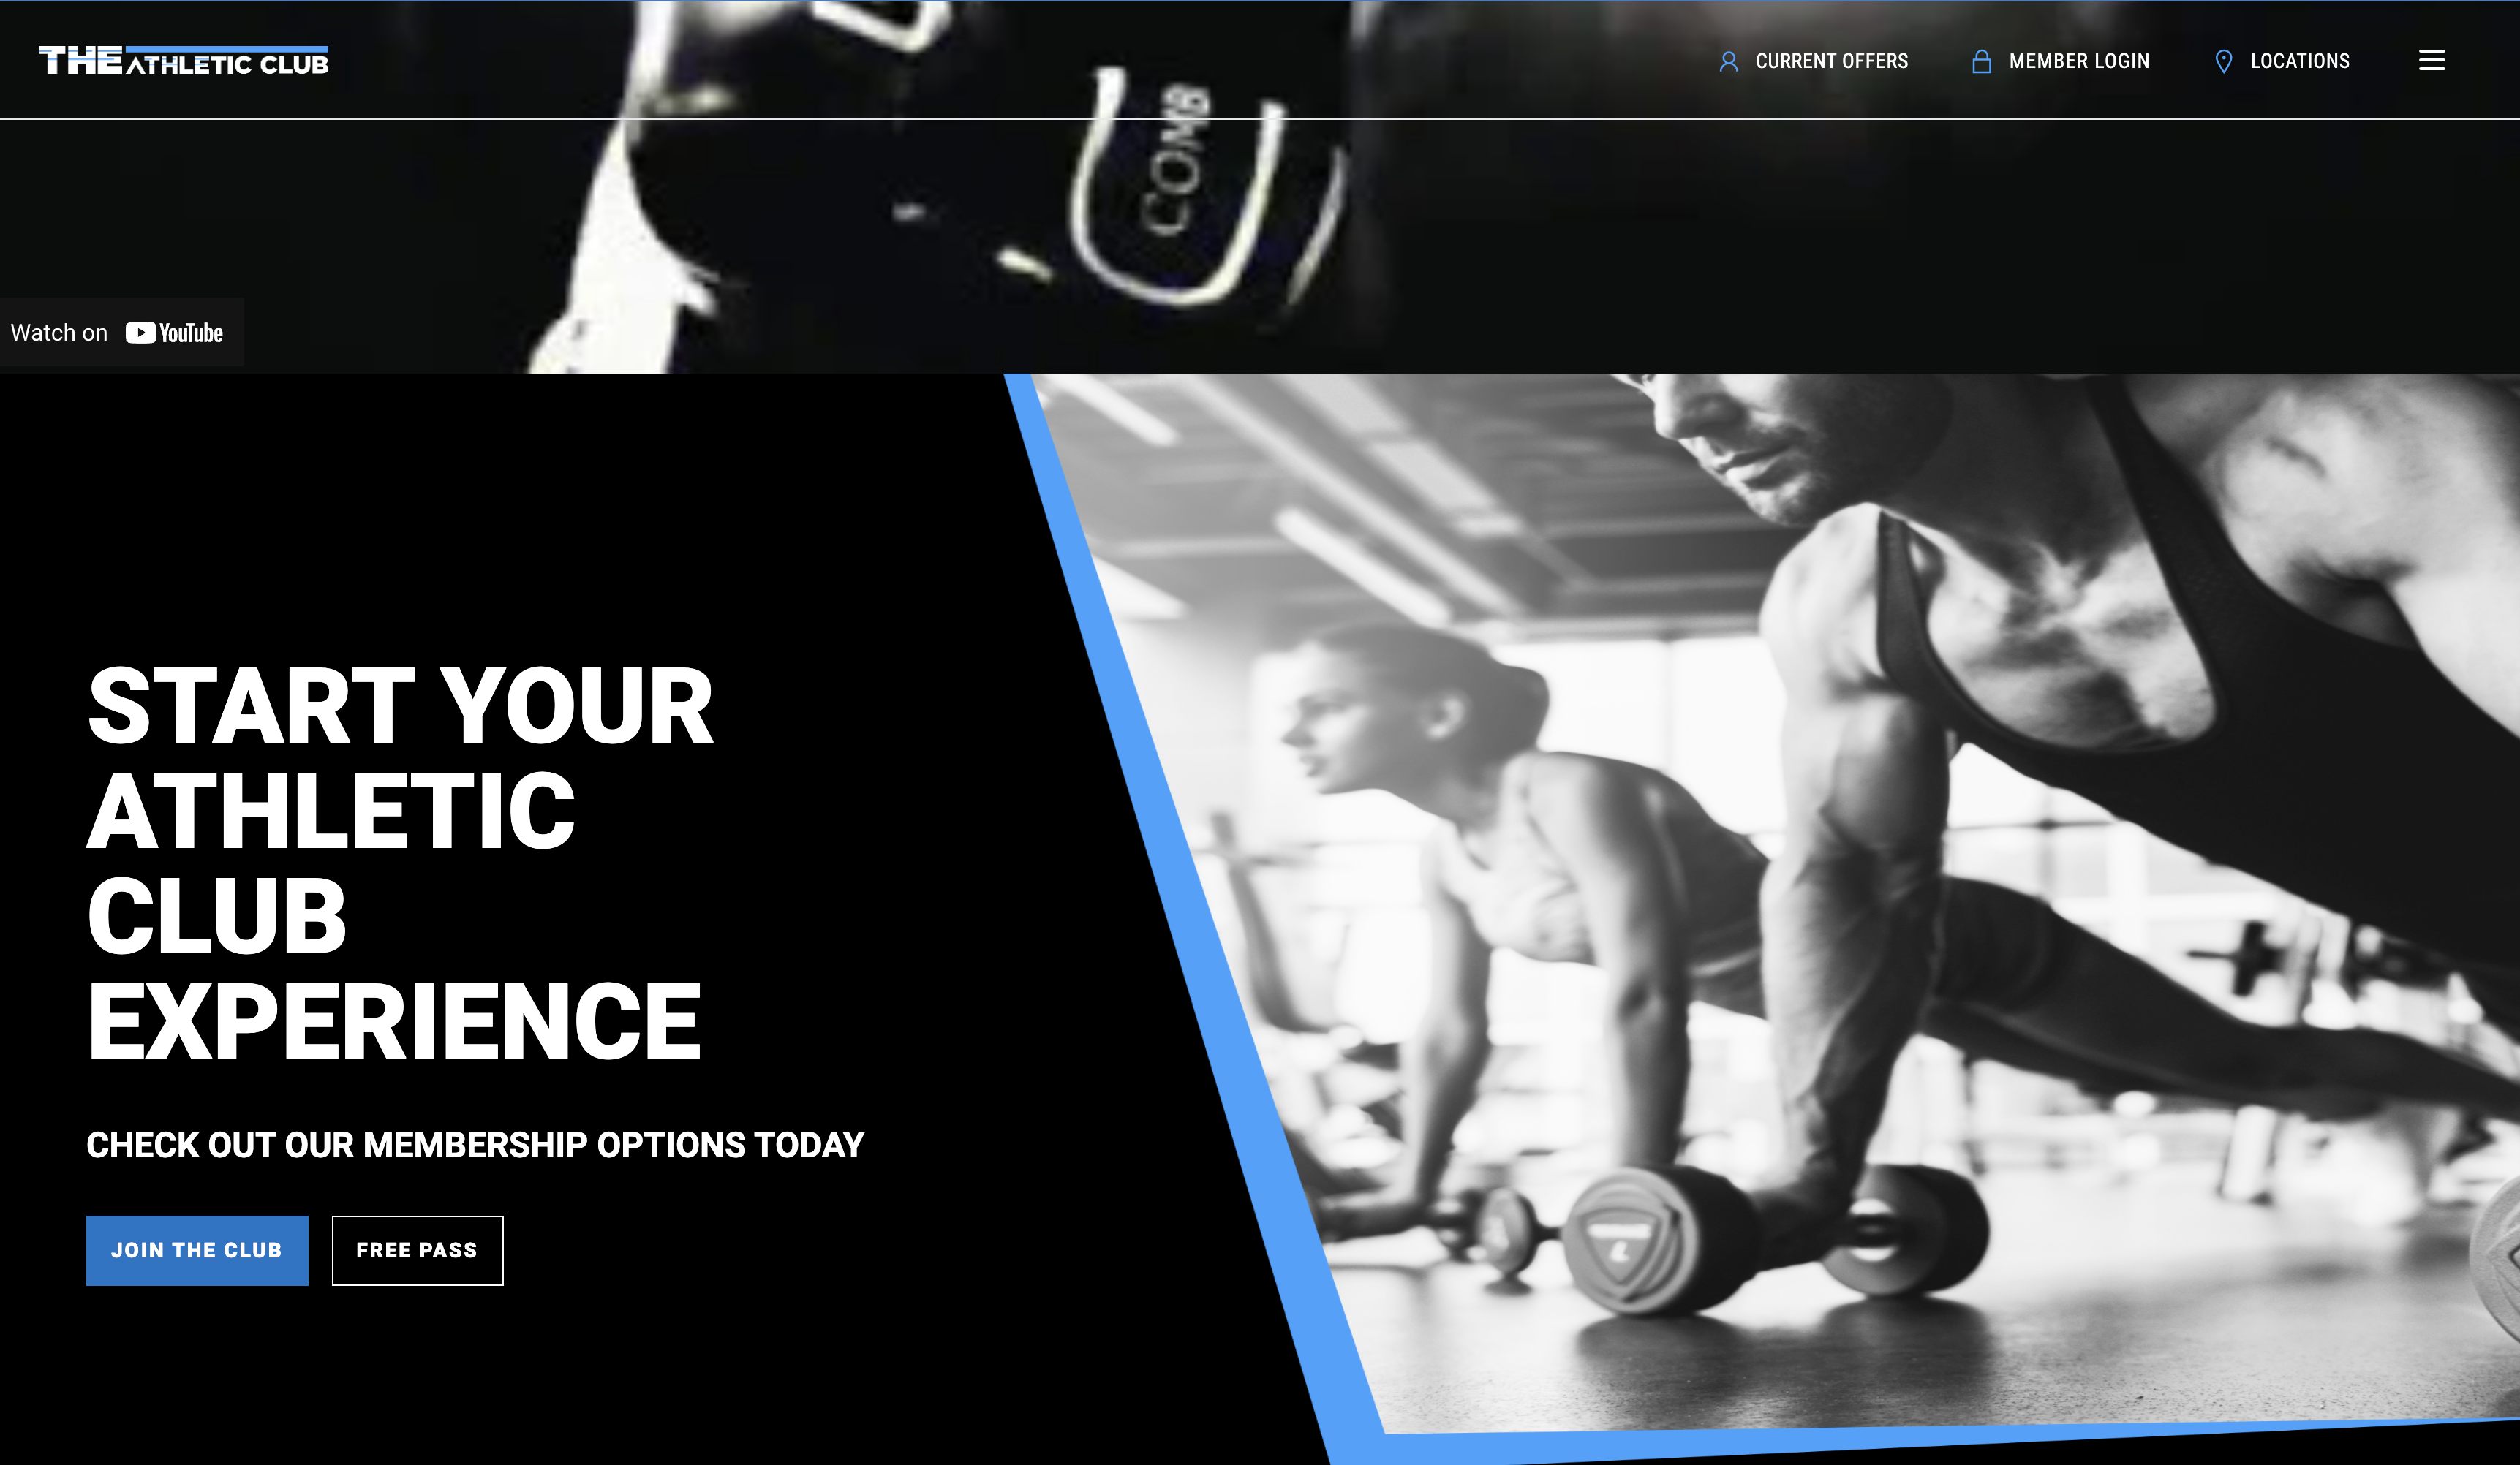 THE ATHLETIC CLUB
CURRENT OFFERS
MEMBER LOGIN
LOCATIONS
COMB
Watch on YouTube
START YOUR
ATHLETIC
CLUB
EXPERIENCE
CHECK OUT OUR MEMBERSHIP OPTIONS TODAY
JOIN THE CLUB
FREE PASS